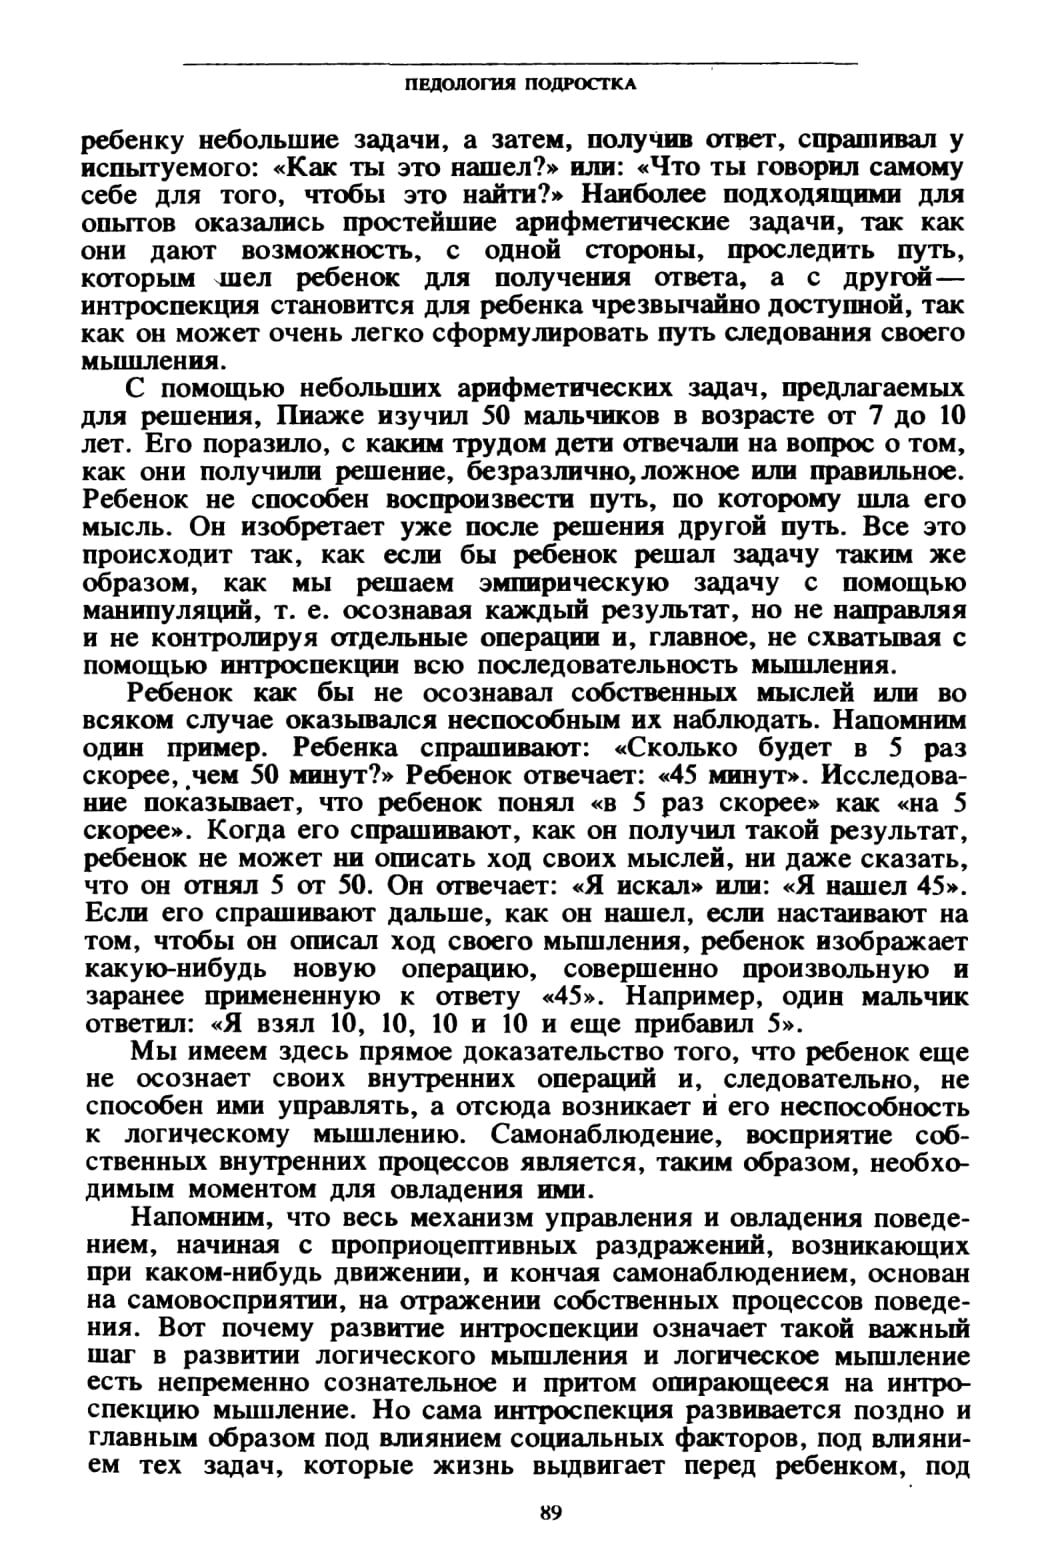 ПЕДОЛОГИЯ ПОДРОСТКА
ребенку небольшие задачи, а затем, получив ответ, спрашивал у
испытуемого: «Как ты это нашел?» или: «Что ты говорил самому
себе для того, чтобы это найти?» Наиболее подходящими для
опытов оказались простейшие арифметические задачи, так как
они дают возможность, с одной стороны, проследить путь,
которым шел ребенок для получения ответа, а с другой—
интроспекция становится для ребенка чрезвычайно доступной, так
как он может очень легко сформулировать путь следования своего
мышления.
С помощью небольших арифметических задач, предлагаемых
для решения, Пиаже изучил 50 мальчиков в возрасте от 7 до 10
лет. Его поразило, с каким трудом дети отвечали на вопрос о том,
как они получили решение, безразлично, ложное или правильное.
Ребенок не способен воспроизвести путь, по которому шла его
мысль. Он изобретает уже после решения другой путь. Все это
происходит так, как если бы ребенок решал задачу таким же
образом, как мы решаем эмпирическую задачу с помощью
манипуляций, т. е. осознавая каждый результат, но не направляя
и не контролируя отдельные операции и, главное, не схватывая с
помощью интроспекции всю последовательность мышления.
Ребенок как бы не осознавал собственных мыслей или во
всяком случае оказывался неспособным их наблюдать. Напомним
один пример. Ребенка спрашивают: «Сколько будет в 5 раз
скорее, чем 50 минут?» Ребенок отвечает: «45 минут». Исследова-
ние показывает, что ребенок понял «в 5 раз скорее» как «на 5
скорее». Когда его спрашивают, как он получил такой результат,
ребенок не может ни описать ход своих мыслей, ни даже сказать,
что он отнял 5 от 50. Он отвечает: «Я искал» или: «Я нашел 45».
Если его спрашивают дальше, как он нашел, если настаивают на
том, чтобы он описал ход своего мышления, ребенок изображает
какую-нибудь новую операцию, совершенно произвольную и
заранее примененную к ответу «45». Например, один мальчик
ответил: «Я взял 10, 10, 10 и 10 и еще прибавил 5».
Мы имеем здесь прямое доказательство того, что ребенок еще
не осознает своих внутренних операций и, следовательно, не
способен ими управлять, а отсюда возникает и его неспособность
к логическому мышлению. Самонаблюдение, восприятие соб-
ственных внутренних процессов является, таким образом, необхо-
димым моментом для овладения ими.
Напомним, что весь механизм управления и овладения поведе-
нием, начиная с проприоцептивных раздражений, возникающих
при каком-нибудь движении, и кончая самонаблюдением, основан
на самовосприятии, на отражении собственных процессов поведе-
ния. Вот почему развитие интроспекции означает такой важный
шаг в развитии логического мышления и логическое мышление
есть непременно сознательное и притом опирающееся на интро-
спекцию мышление. Но сама интроспекция развивается поздно и
главным образом под влиянием социальных факторов, под влияни-
ем тех задач, которые жизнь выдвигает перед ребенком, под
89